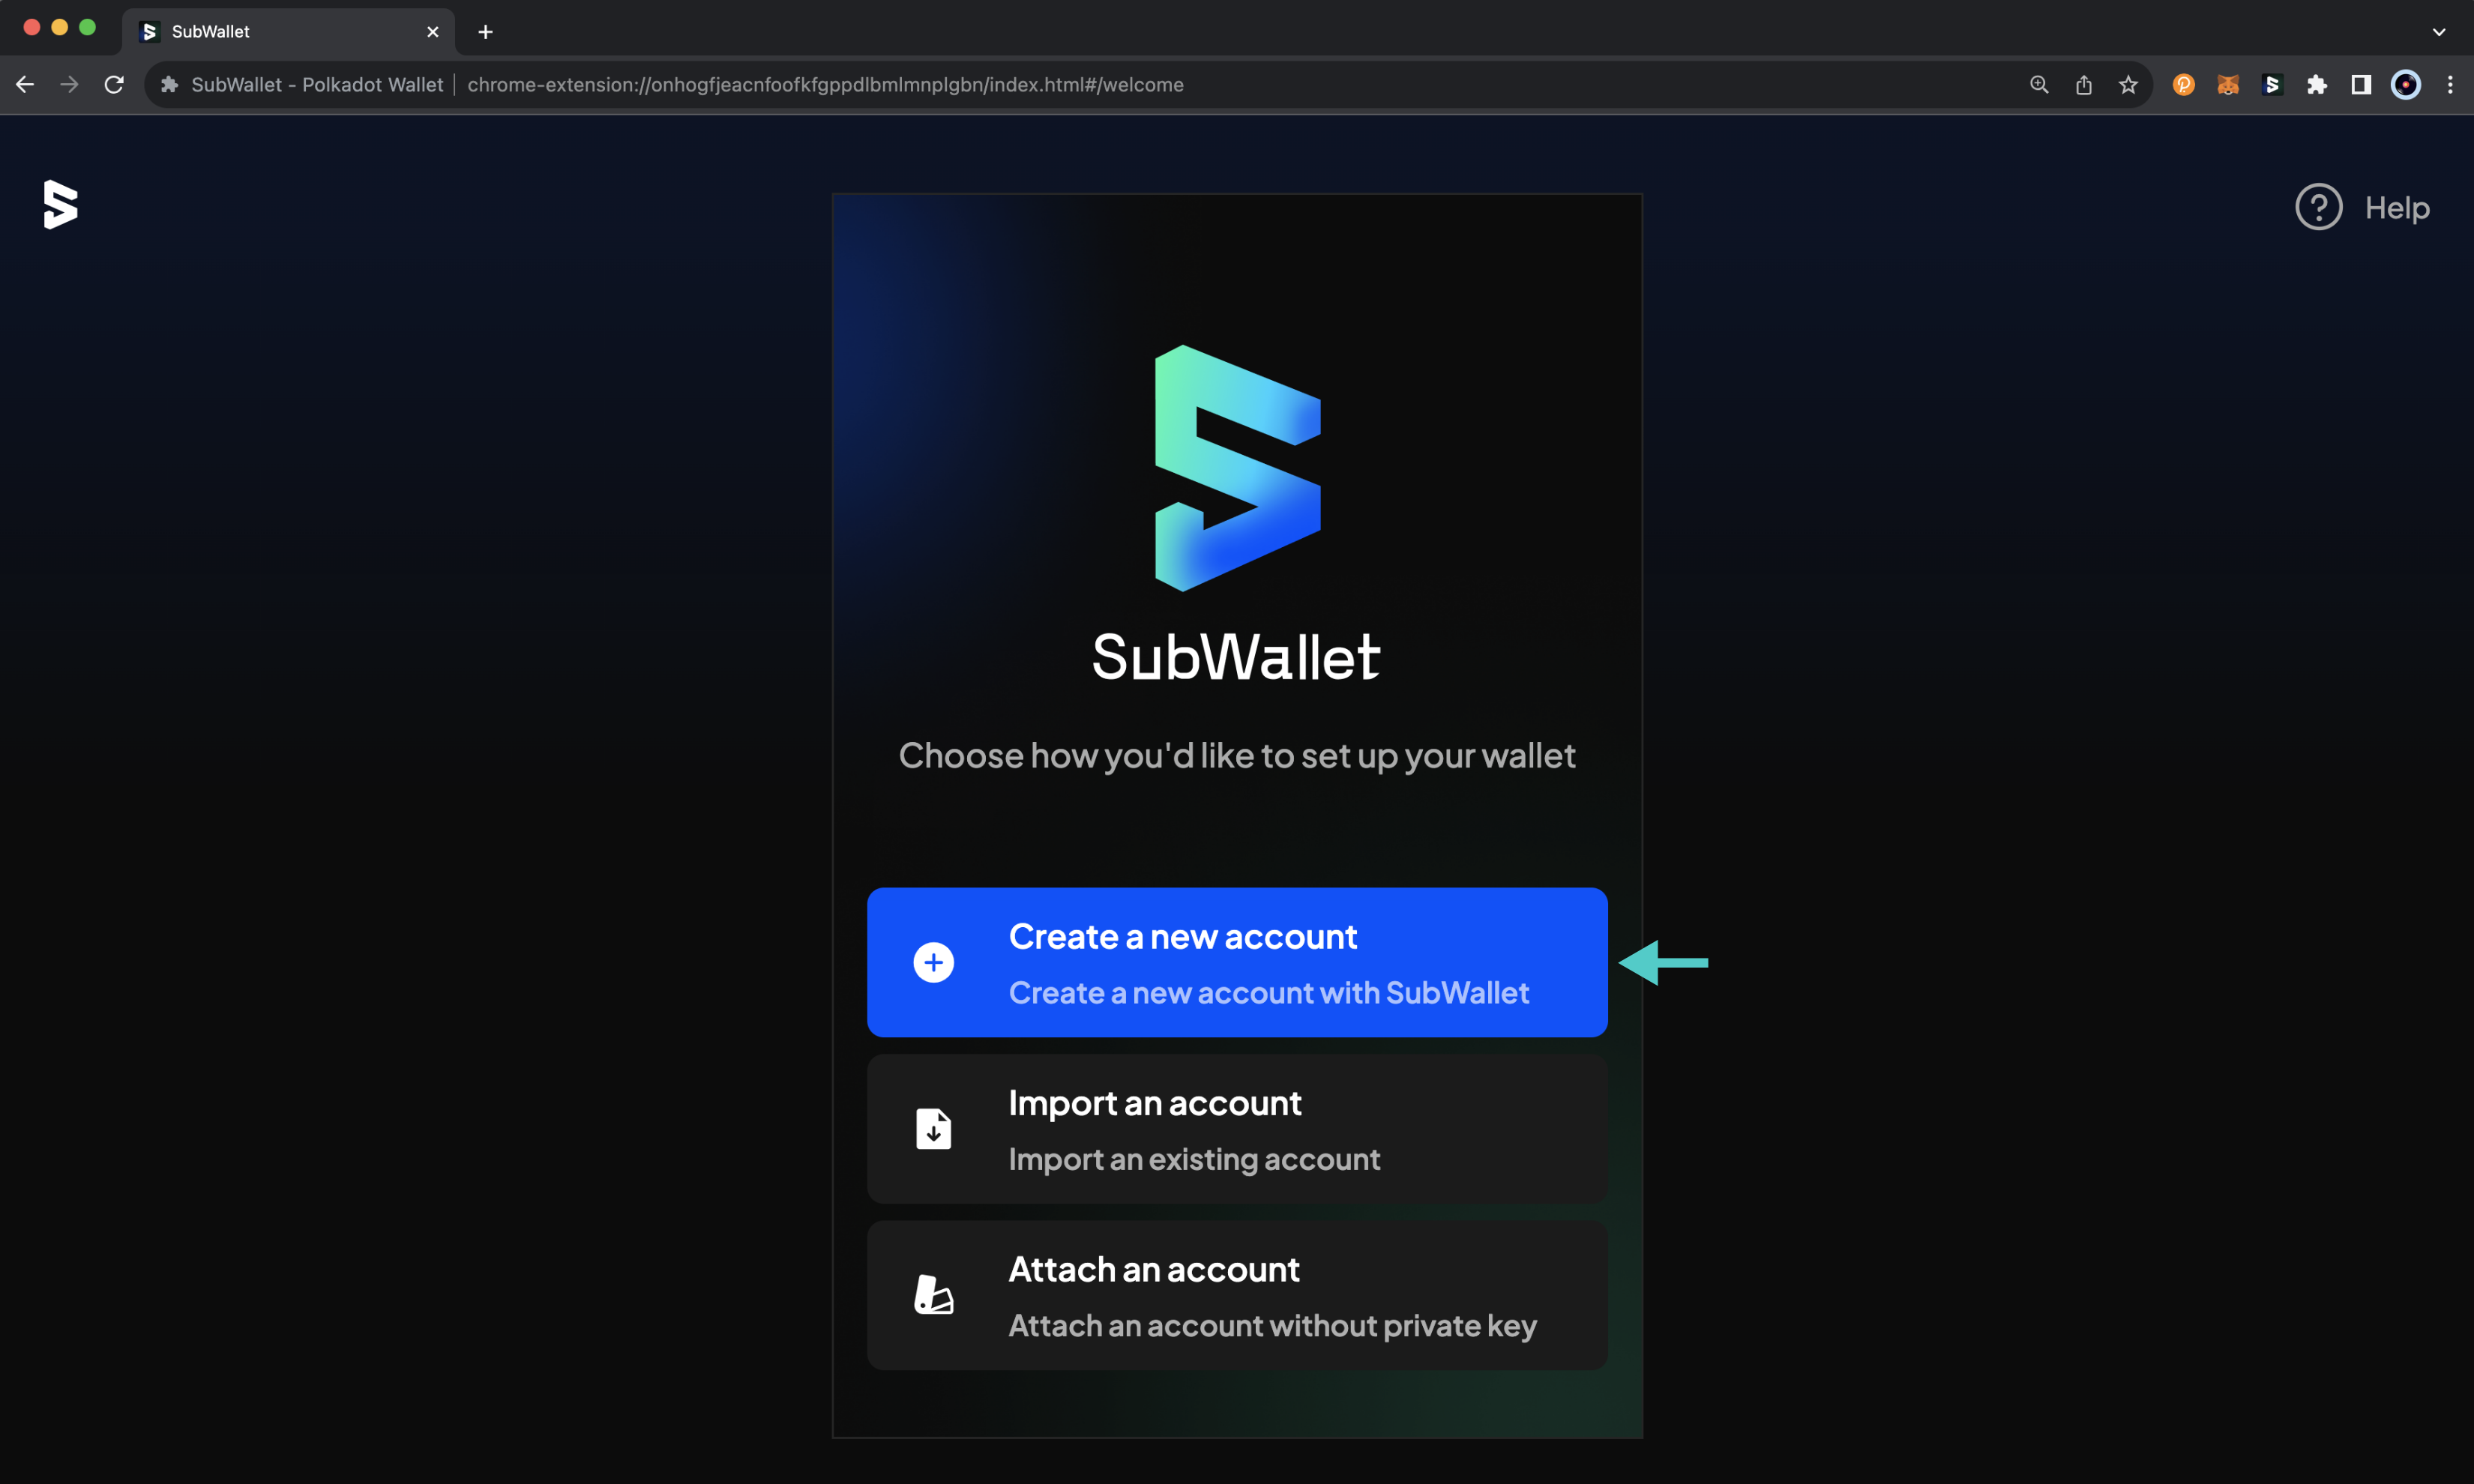 SubWallet
SubWallet - Polkadot Wallet
chrome-extension://onhogfjeacnfoofkfgppdlbmlmnplgbn/index.html#/welcome
Help
SubWallet
Choose how you'd like to set up your wallet
Create a new account
Create a new account with SubWallet
Import an account
Import an existing account
Attach an account
Attach an account without private key